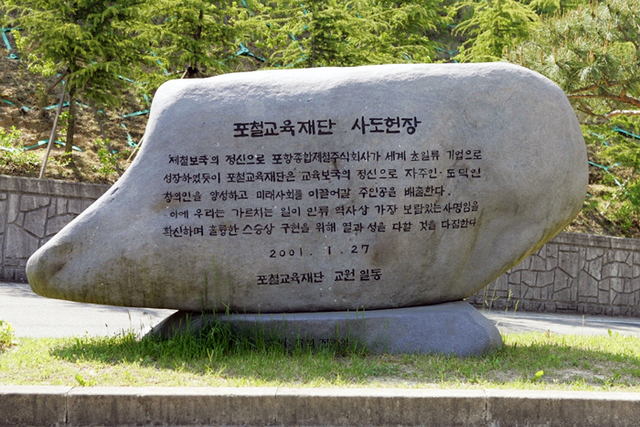 포철교육재단 사도헌장
'제철보국'의 정신으로 포항종합제철주식회사가 세계 초일류 기업으로
성장하였듯이 포철교육재단은 '교육보국'의 정신으로 자주인·도덕인
창의인을 양성하고 미래사회를 이끌어갈 주인공을 배출한다.
이에 우리는 가르치는 일이 인류 역사상 가장 보람있는 사명임을
확신하며 훌륭한 스승상 구현을 위해 열과 성을 다할 것을 다짐한다.
2001. 1. 27
포철교육재단 교원 일동